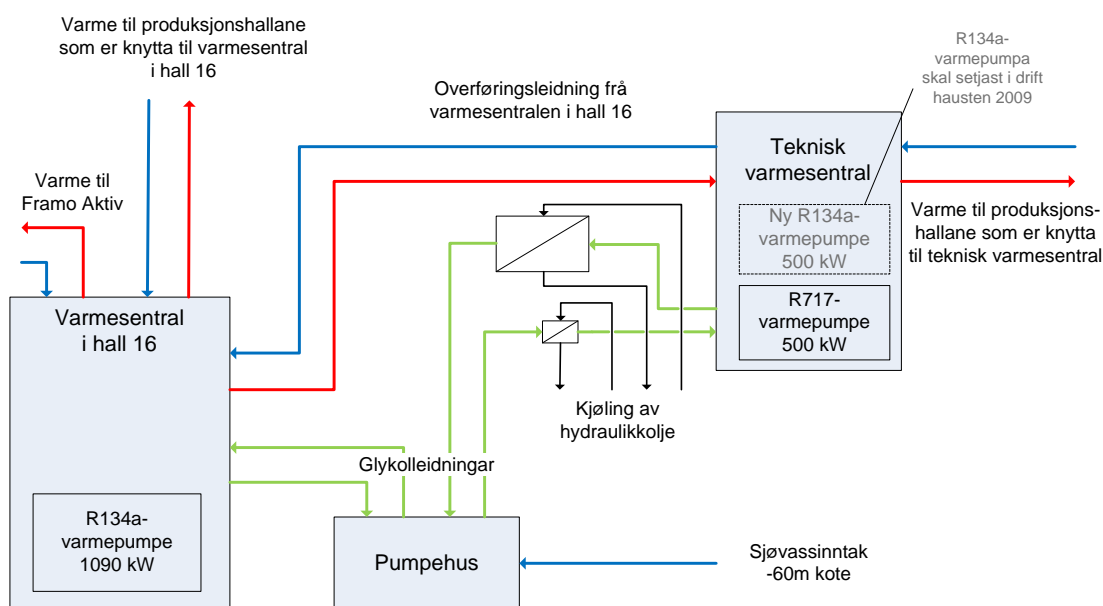 Varme til produksjonshallane
som er knytta til varmesentral
i hall 16
R134a-
varmepumpa
skal setjast i drift
hausten 2009
Overføringsleidning frå
varmesentralen i hall 16
Teknisk
varmesentral
Varme til
Framo Aktiv
Ny R134a-
varmepumpe
500 kW
Varme til produksjons-
hallane som er knytta
til teknisk varmesentral
R717-
varmepumpe
500 kW
Varmesentral
i hall 16
Kjøling av
hydraulikkolje
Glykolleidningar
R134a-
varmepumpe
1090 kW
Pumpehus
Sjøvassinntak
-60m kote